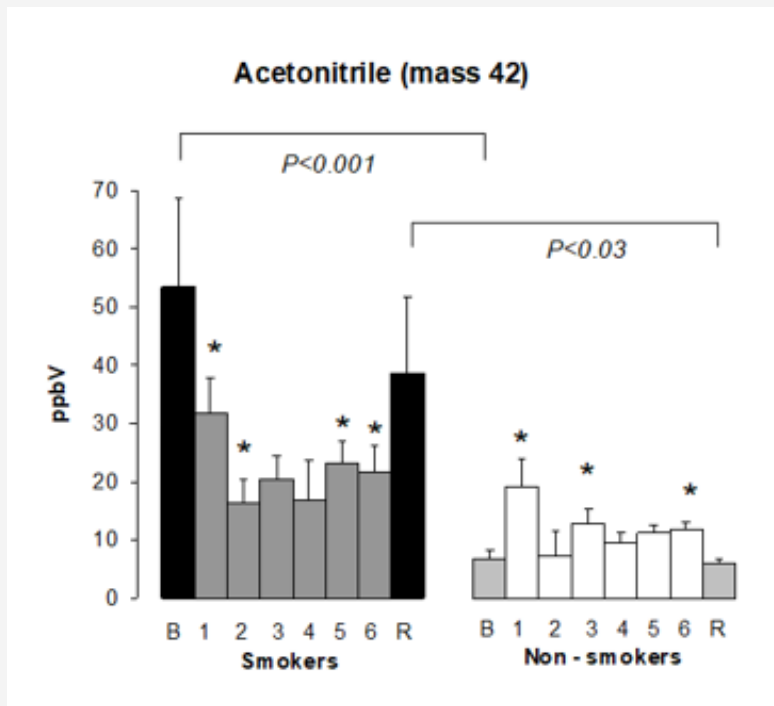 Acetonitrile (mass 42)
P<0.001
P<0.03
ppbV
70
60
50
40
30
20
10
0
* * * *
* * *
B 1 2 3 4 5 6 R B 1 2 3 4 5 6 R
Smokers Non - smokers